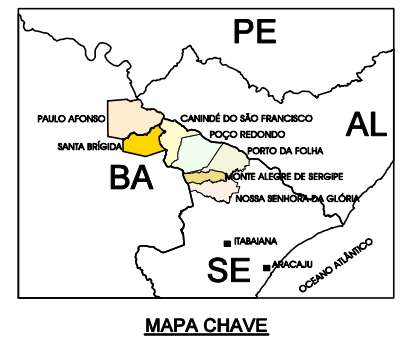 PE
PAULO AFONSO
CANINDÉ DO SÃO FRANCISCO
AL
POÇO REDONDO
SANTA BRÍGIDA
PORTO DA FOLHA
BA
MONTE ALEGRE DE SERGIPE
NOSSA SENHORA DA GLÓRIA
ITABAIANA
SE
ARACAJU
OCEANO ATLÂNTICO
MAPA CHAVE